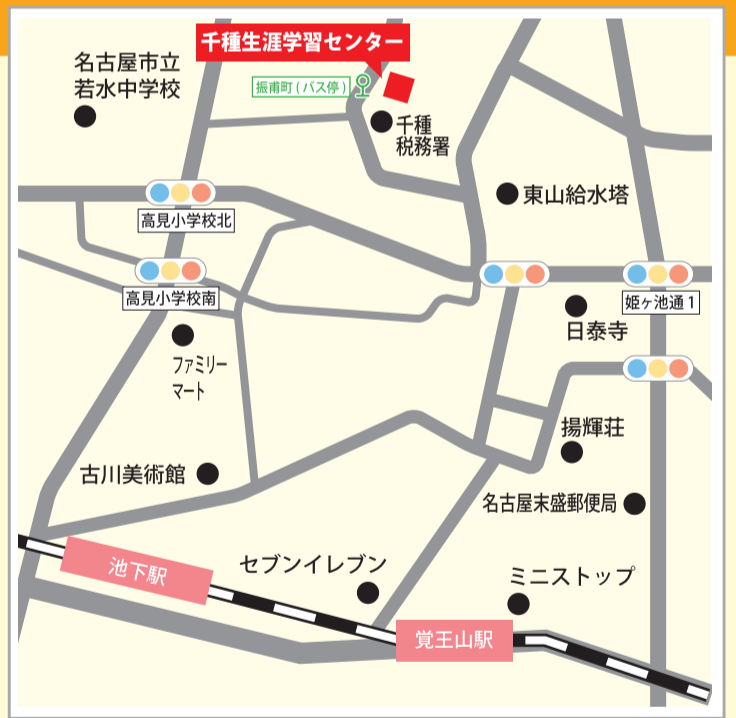 千種生涯学習センター
名古屋市立
若水中学校
振甫町(バス停)
千種
税務署
東山給水塔
高見小学校北
高見小学校南
姫ヶ池通1
日泰寺
ファミリー
マート
揚輝荘
古川美術館
名古屋末盛郵便局
セブンイレブン
池下駅
ミニストップ
覚王山駅